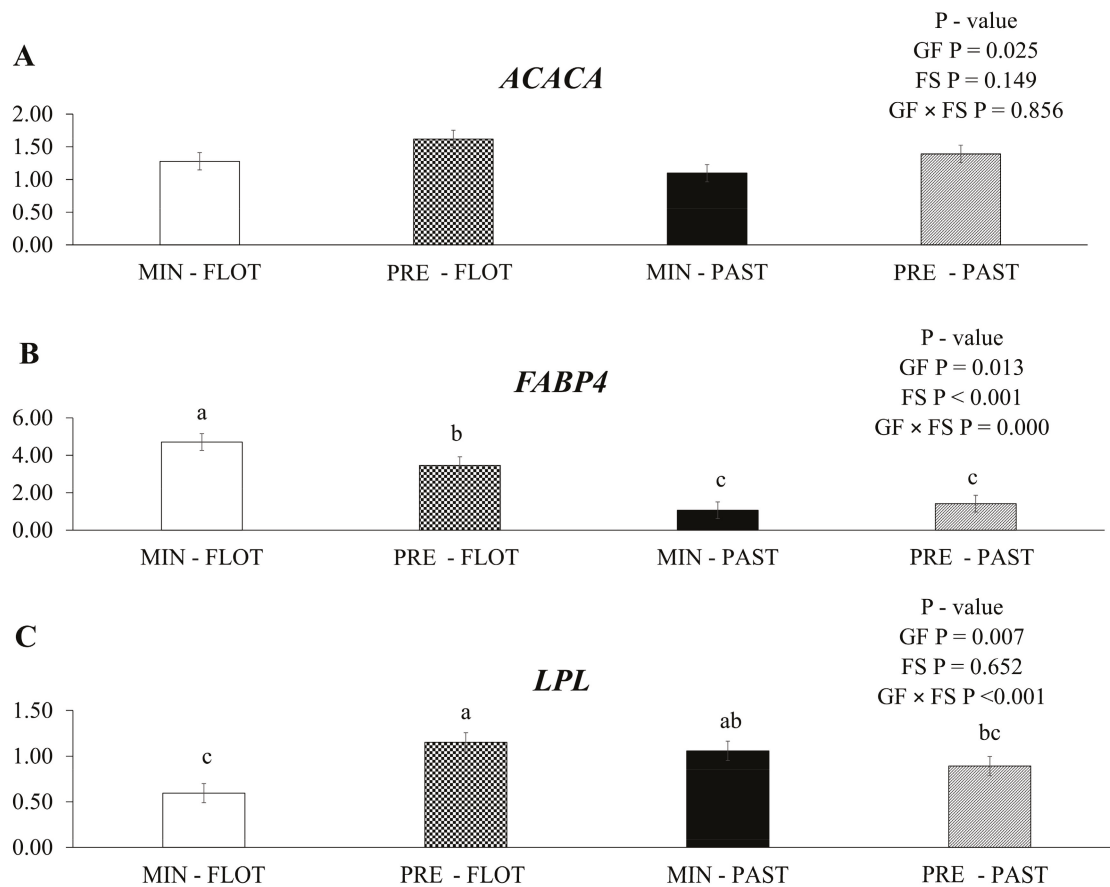 A
ACACA
P - value
GF P = 0.025
FS P = 0.149
GF × FS P = 0.856
2.00
1.50
1.00
0.50
0.00
MIN - FLOT
PRE - FLOT
MIN - PAST
PRE - PAST
B
FABP4
P - value
GF P = 0.013
FS P < 0.001
GF × FS P = 0.000
6.00
4.00
2.00
0.00
a
b
c
c
MIN - FLOT
PRE - FLOT
MIN - PAST
PRE - PAST
C
LPL
P - value
GF P = 0.007
FS P = 0.652
GF × FS P <0.001
1.50
1.00
0.50
0.00
c
a
ab
bc
MIN - FLOT
PRE - FLOT
MIN - PAST
PRE - PAST